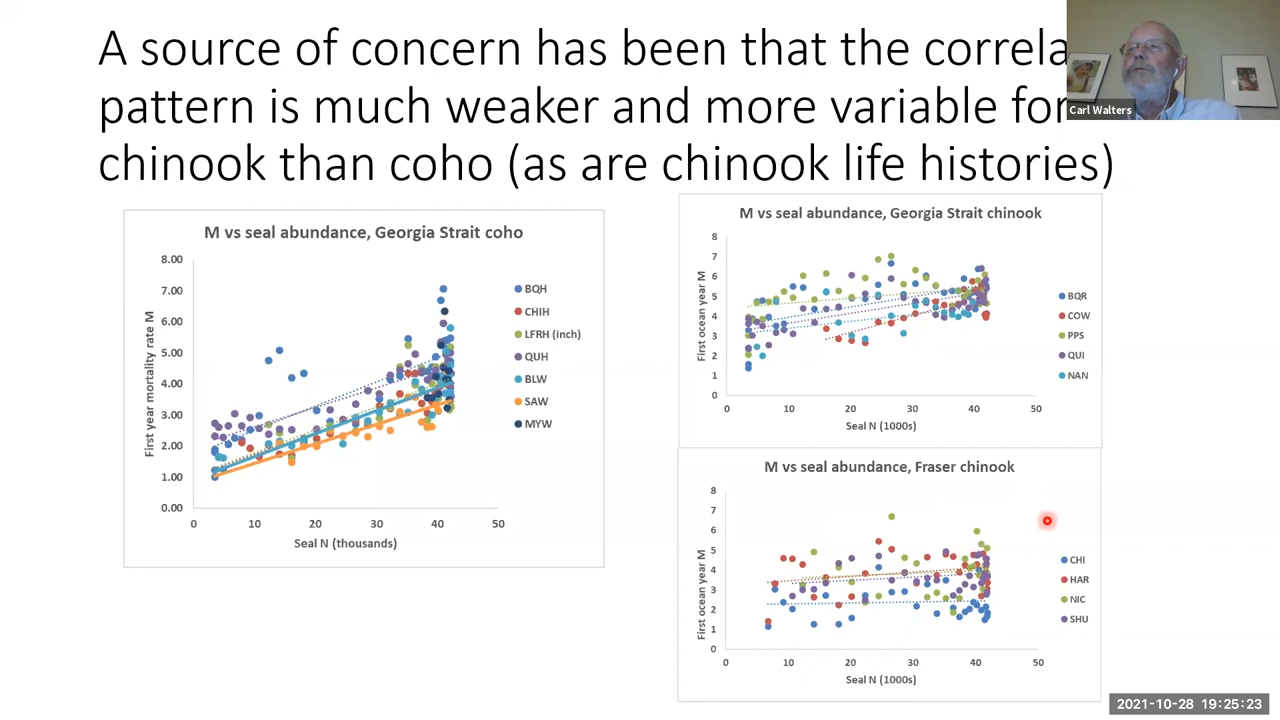 A source of concern has been that the correla
pattern is much weaker and more variable for
chinook than coho (as are chinook life histories)
Carl Walters
M vs seal abundance, Georgia Strait coho
First year mortality rate M
8.00
7.00
6.00
5.00
4.00
3.00
2.00
1.00
0.00
0
10
20
30
40
50
Seal N (thousands)
BQH
CHIH
LFRH (inch)
QUH
BLW
SAW
MYW
M vs seal abundance, Georgia Strait chinook
First ocean year M
8
7
6
5
4
3
2
1
0
0
10
20
30
40
50
Seal N (1000s)
BQR
COW
PPS
QUI
NAN
M vs seal abundance, Fraser chinook
First ocean year M
8
7
6
5
4
3
2
1
0
0
10
20
30
40
50
Seal N (1000s)
CHI
HAR
NIC
SHU
2021-10-28 19:25:23